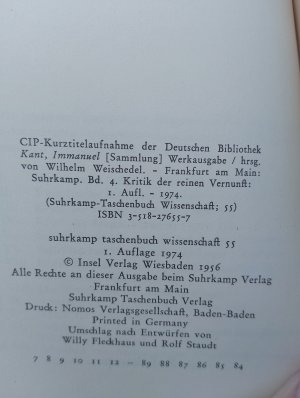 CIP-Kurztitelaufnahme der Deutschen Bibliothek
Kant, Immanuel [Sammlung] Werkausgabe / hrsg.
von Wilhelm Weischedel. – Frankfurt am Main:
Suhrkamp. Bd. 4. Kritik der reinen Vernunft:
1. Aufl. – 1974.
(Suhrkamp-Taschenbuch Wissenschaft; 55)
ISBN 3-518-27655-7
suhrkamp taschenbuch wissenschaft 55
1. Auflage 1974
© Insel Verlag Wiesbaden 1956
Alle Rechte an dieser Ausgabe beim Suhrkamp Verlag
Frankfurt am Main
Suhrkamp Taschenbuch Verlag
Druck: Nomos Verlagsgesellschaft, Baden-Baden
Printed in Germany
Umschlag nach Entwürfen von
Willy Fleckhaus und Rolf Staudt
7 8 9 10 11 12 – 89 88 87 86 85 84